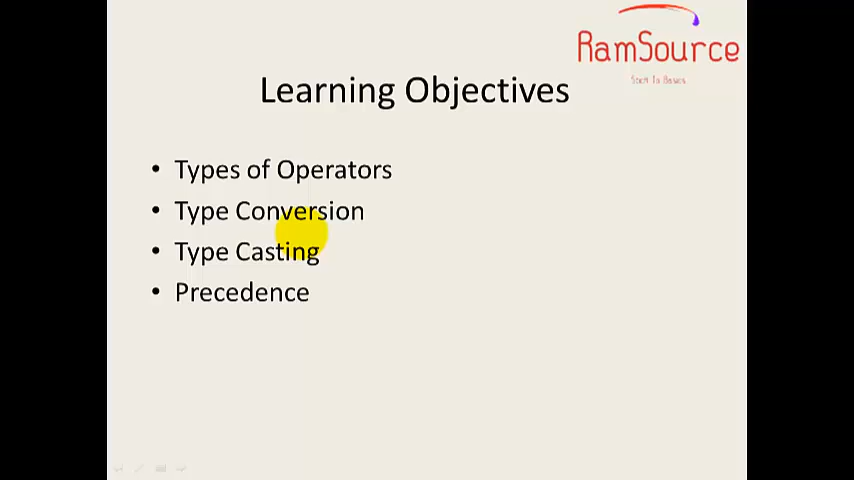 RamSource
Learning Objectives
• Types of Operators
• Type Conversion
• Type Casting
• Precedence